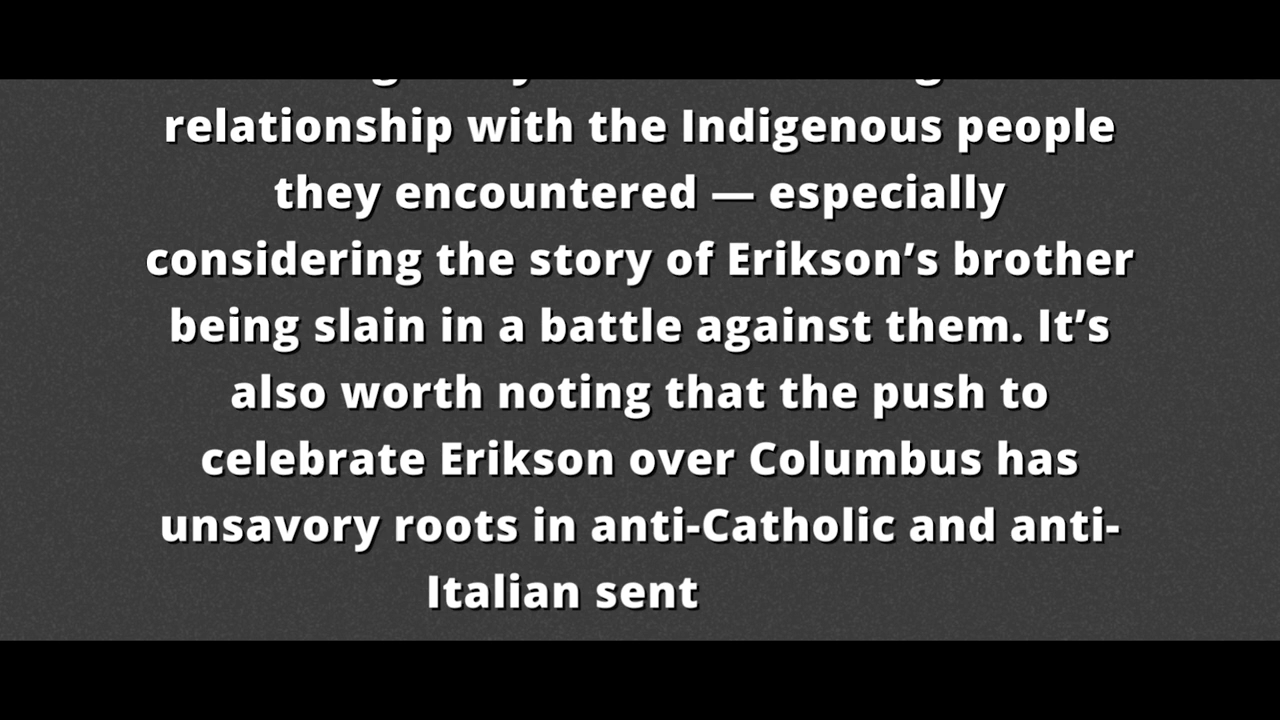 relationship with the Indigenous people
they encountered — especially
considering the story of Erikson’s brother
being slain in a battle against them. It’s
also worth noting that the push to
celebrate Erikson over Columbus has
unsavory roots in anti-Catholic and anti-
Italian sent